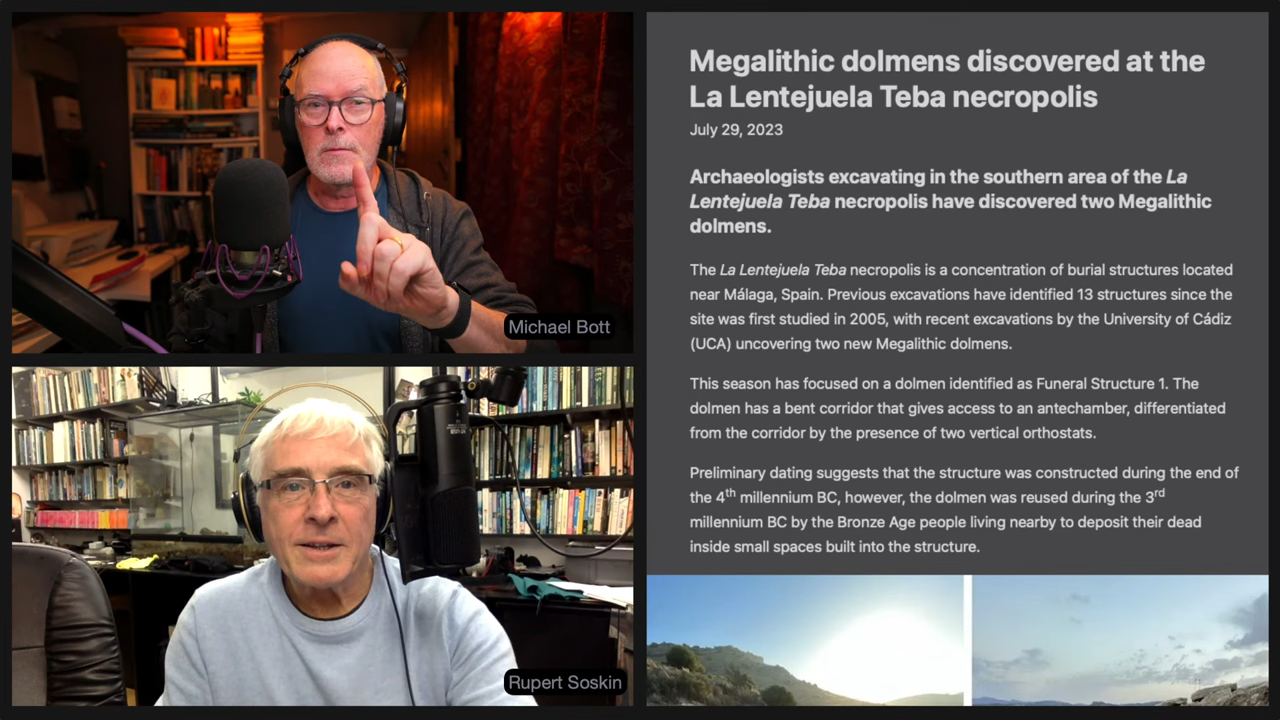 Michael Bott
Rupert Soskin
Megalithic dolmens discovered at the
La Lentejuela Teba necropolis
July 29, 2023
Archaeologists excavating in the southern area of the La
Lentejuela Teba necropolis have discovered two Megalithic
dolmens.
The La Lentejuela Teba necropolis is a concentration of burial structures located
near Málaga, Spain. Previous excavations have identified 13 structures since the
site was first studied in 2005, with recent excavations by the University of Cádiz
(UCA) uncovering two new Megalithic dolmens.
This season has focused on a dolmen identified as Funeral Structure 1. The
dolmen has a bent corridor that gives access to an antechamber, differentiated
from the corridor by the presence of two vertical orthostats.
Preliminary dating suggests that the structure was constructed during the end of
the 4th millennium BC, however, the dolmen was reused during the 3rd
millennium BC by the Bronze Age people living nearby to deposit their dead
inside small spaces built into the structure.